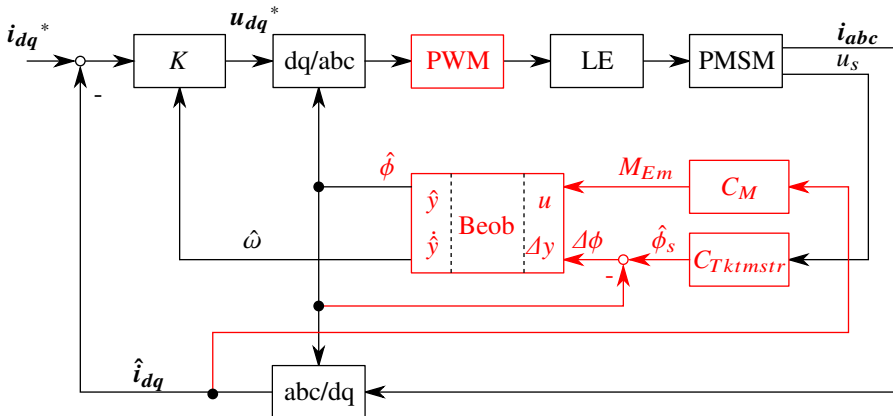 i_dq* u_dq* i_abc
K dq/abc PWM LE PMSM u_s
-
ϕ̂ M_Em C_M
ŷ Beob u
ω̂ ŷ̇ Δy Δϕ ϕ̂_s C_Tktmstr
-
î_dq abc/dq